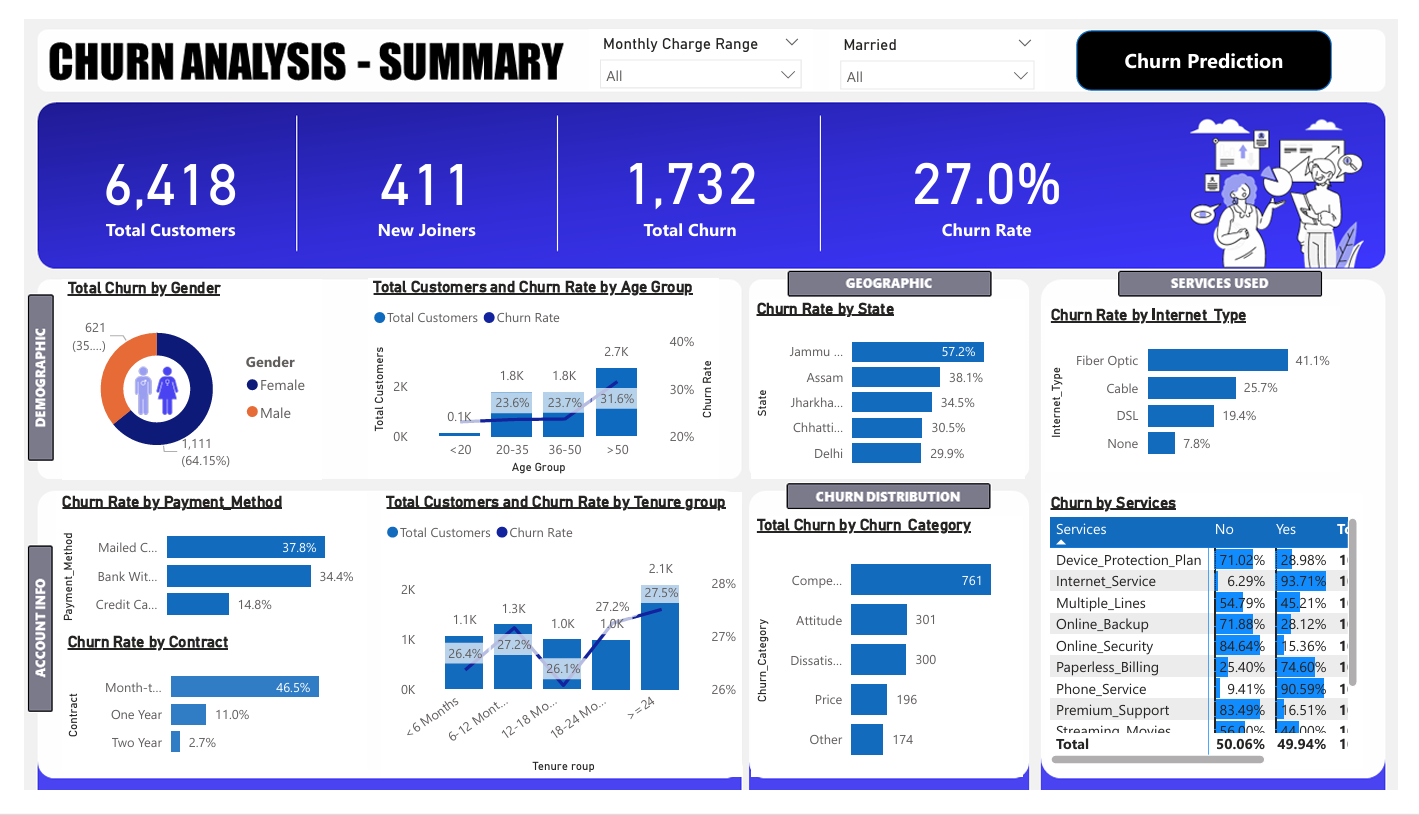 CHURN ANALYSIS - SUMMARY
Monthly Charge Range
All
Married
All
Churn Prediction
6,418
Total Customers
411
New Joiners
1,732
Total Churn
27.0%
Churn Rate
DEMOGRAPHIC
Total Churn by Gender
621
(35....)
1,111
(64.15%)
Gender
Female
Male
Total Customers and Churn Rate by Age Group
Total Customers Churn Rate
Total Customers
2K
0K
0.1K
1.8K
1.8K
2.7K
23.6%
23.7%
31.6%
40%
30%
20%
Churn Rate
<20 20-35 36-50 >50
Age Group
GEOGRAPHIC
Churn Rate by State
State
Jammu ... 57.2%
Assam 38.1%
Jharkha... 34.5%
Chhatti... 30.5%
Delhi 29.9%
SERVICES USED
Churn Rate by Internet_Type
Internet_Type
Fiber Optic 41.1%
Cable 25.7%
DSL 19.4%
None 7.8%
ACCOUNT INFO
Churn Rate by Payment_Method
Payment_Method
Mailed C... 37.8%
Bank Wit... 34.4%
Credit Ca... 14.8%
Churn Rate by Contract
Contract
Month-t... 46.5%
One Year 11.0%
Two Year 2.7%
Total Customers and Churn Rate by Tenure group
Total Customers Churn Rate
2K
1K
0K
1.1K
1.3K
1.0K
1.0K
2.1K
26.4%
27.2%
26.1%
27.2%
27.5%
28%
27%
26%
< 6 Months
6-12 Mont...
12-18 Mo...
18-24 Mo...
>= 24
Tenure roup
CHURN DISTRIBUTION
Total Churn by Churn_Category
Churn_Category
Compe... 761
Attitude 301
Dissatis... 300
Price 196
Other 174
Churn by Services
Services No Yes To
Device_Protection_Plan 71.02% 28.98% 1
Internet_Service 6.29% 93.71% 1
Multiple_Lines 54.79% 45.21% 1
Online_Backup 71.88% 28.12% 1
Online_Security 84.64% 15.36% 1
Paperless_Billing 25.40% 74.60% 1
Phone_Service 9.41% 90.59% 1
Premium_Support 83.49% 16.51% 1
Streaming_Movies 56.00% 44.00% 1
Total 50.06% 49.94% 1